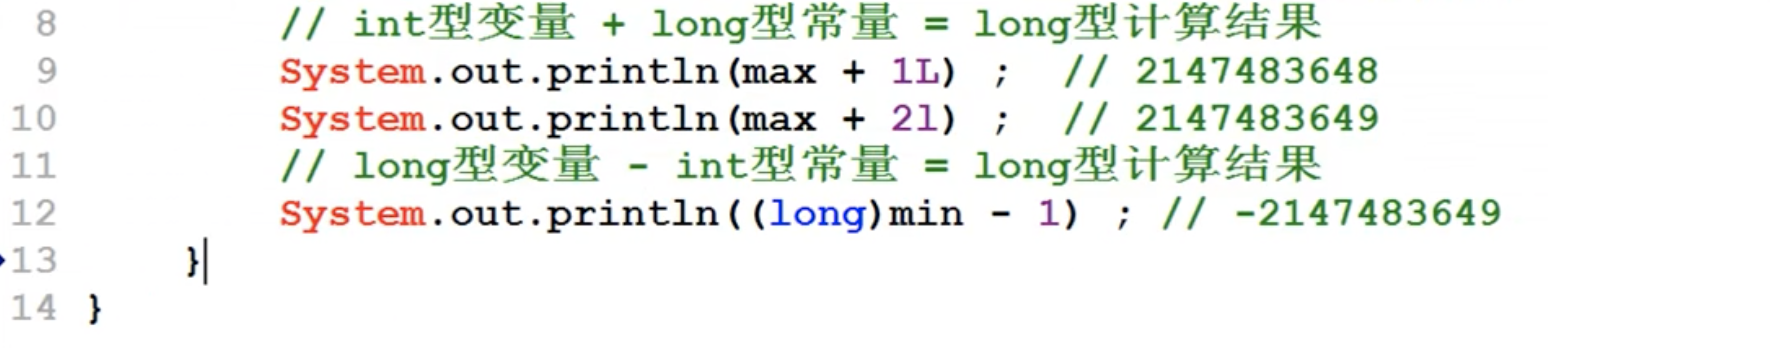 8 // int型变量 + long型常量 = long型计算结果
9 System.out.println(max + 1L) ; // 2147483648
10 System.out.println(max + 2l) ; // 2147483649
11 // long型变量 - int型常量 = long型计算结果
12 System.out.println((long)min - 1) ; // -2147483649
13 }
14 }